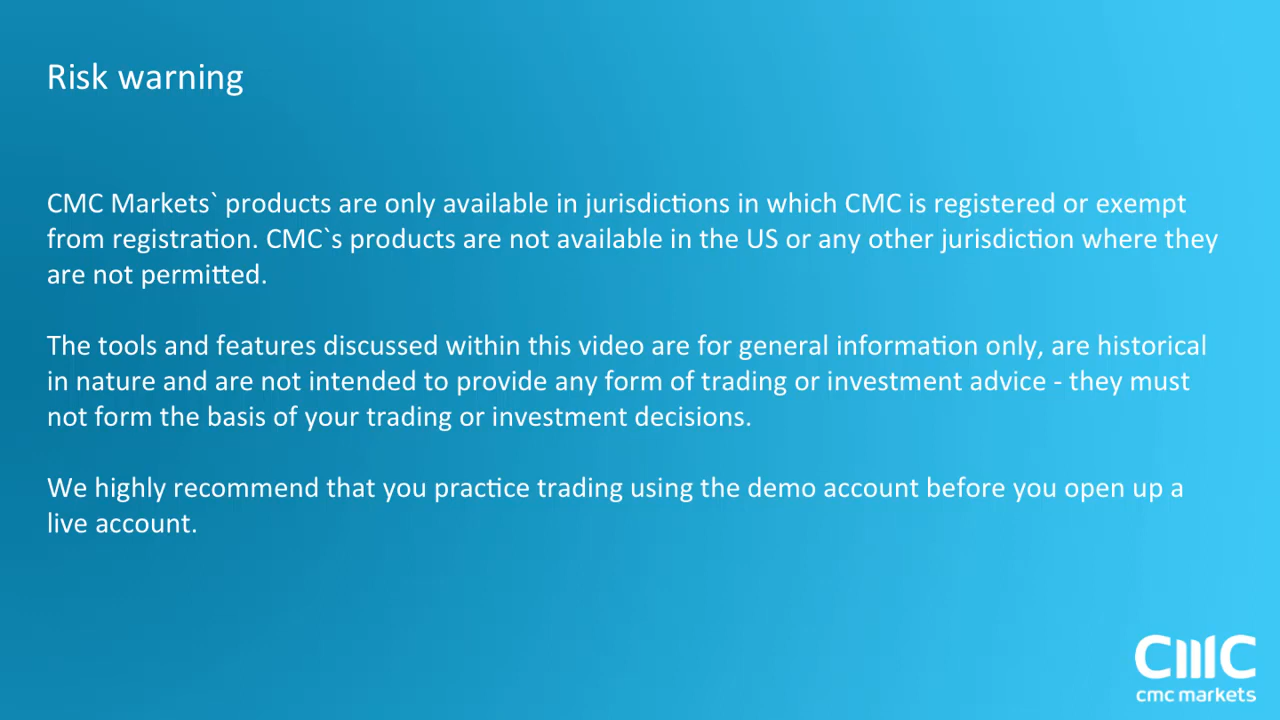 Risk warning
CMC Markets` products are only available in jurisdictions in which CMC is registered or exempt
from registration. CMC`s products are not available in the US or any other jurisdiction where they
are not permitted.
The tools and features discussed within this video are for general information only, are historical
in nature and are not intended to provide any form of trading or investment advice - they must
not form the basis of your trading or investment decisions.
We highly recommend that you practice trading using the demo account before you open up a
live account.
CMC
cmc markets